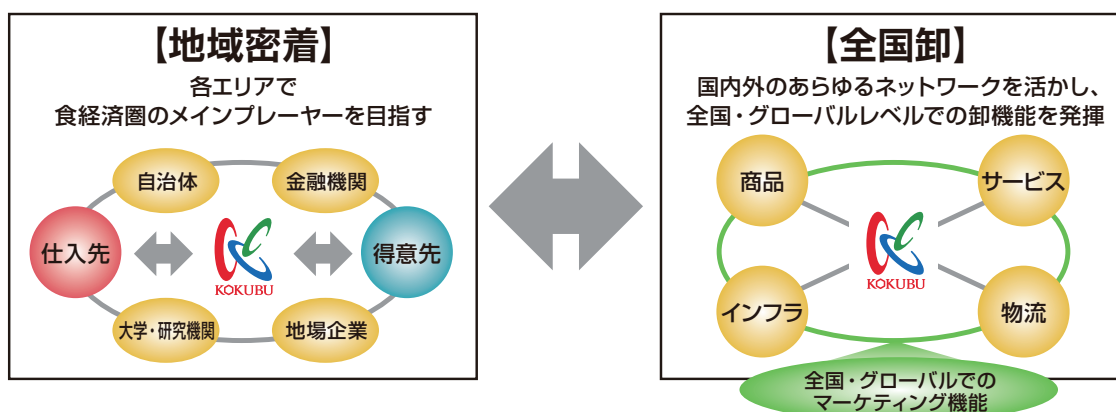 【地域密着】
各エリアで
食経済圏のメインプレーヤーを目指す
自治体
金融機関
仕入先
KOKUBU
得意先
大学・研究機関
地場企業
【全国卸】
国内外のあらゆるネットワークを活かし、
全国・グローバルレベルでの卸機能を発揮
商品
サービス
KOKUBU
インフラ
物流
全国・グローバルでの
マーケティング機能